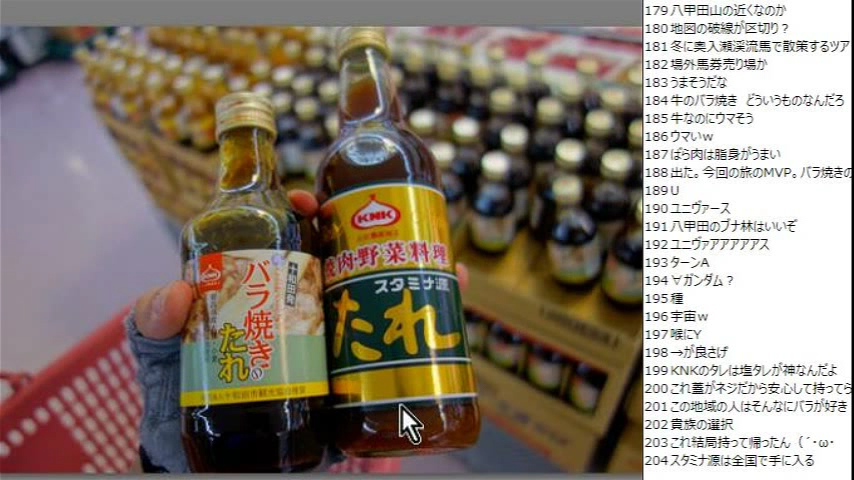 KNK
焼肉・野菜料理
スタミナ源
たれ
十和田発
バラ焼きの
たれ
179 八甲田山の近くなのか
180 地図の破線が区切り?
181 冬に奥入瀬渓流馬で散策するツア
182 場外馬券売り場か
183 うまそうだな
184 牛のバラ焼き どういうものなんだろ
185 牛なのにウマそう
186 ウマいw
187 ばら肉は脂身がうまい
188 出た。今回の旅のMVP。バラ焼きの
189 U
190 ユニヴァース
191 八甲田のブナ林はいいぞ
192 ユニヴァアアアアアス
193 ターンA
194 ∀ガンダム?
195 種
196 宇宙w
197 喉にY
198 →が良さげ
199 KNKのタレは塩タレが神なんだよ
200 これ蓋がネジだから安心して持ってら
201 この地域の人はそんなにバラが好き
202 貴族の選択
203 これ結局持って帰ったん(´・ω・
204 スタミナ源は全国で手に入る